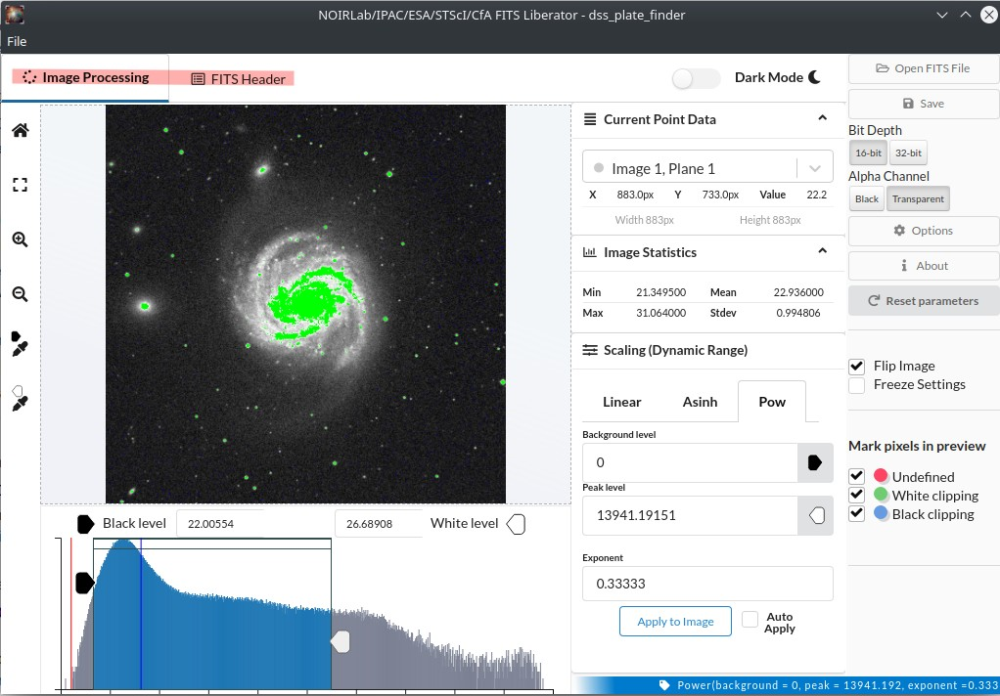 NOIRLab/IPAC/ESA/STScI/CfA FITS Liberator - dss_plate_finder
File
Image Processing
FITS Header
Dark Mode
Open FITS File
Save
Bit Depth
16-bit 32-bit
Alpha Channel
Black Transparent
Options
About
Reset parameters
Flip Image
Freeze Settings
Mark pixels in preview
Undefined
White clipping
Black clipping
Current Point Data
Image 1, Plane 1
X 883.0px Y 733.0px Value 22.2
Width 883px Height 883px
Image Statistics
Min 21.349500 Mean 22.936000
Max 31.064000 Stdev 0.994806
Scaling (Dynamic Range)
Linear Asinh Pow
Background level
0
Peak level
13941.19151
Exponent
0.33333
Apply to Image
Auto
Apply
Black level 22.00554 26.68908 White level
Power(background = 0, peak = 13941.192, exponent =0.333